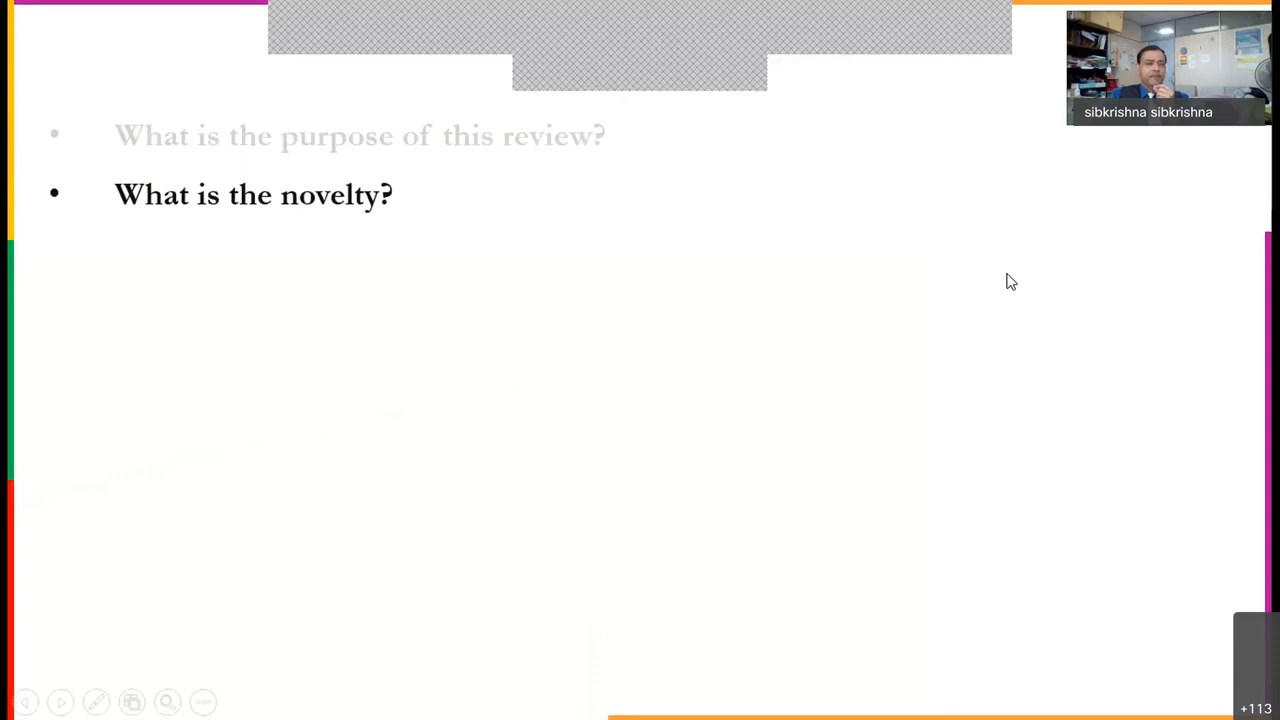 sibkrishna sibkrishna
• What is the purpose of this review?
• What is the novelty?
+113